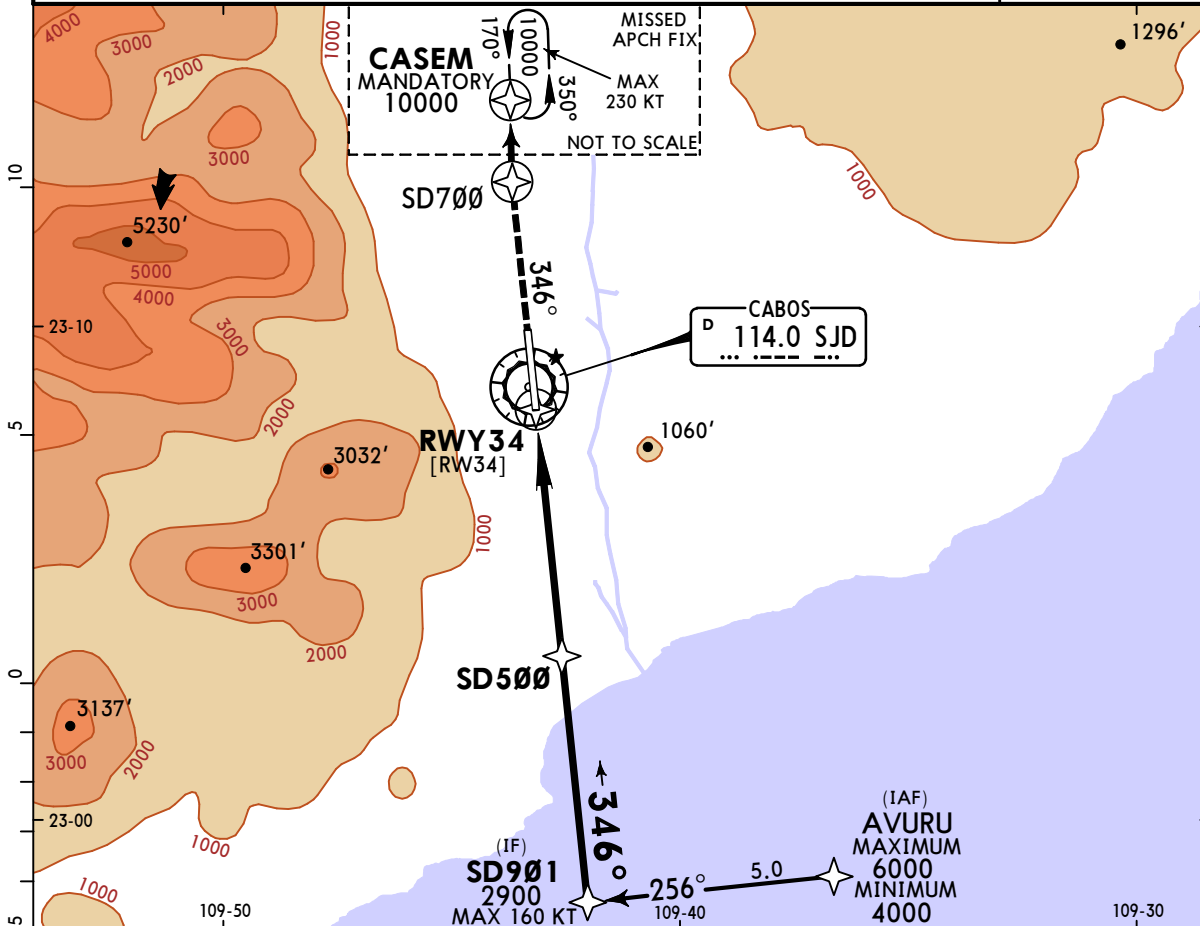 4000
3000
2000
1000
CASEM
MANDATORY
10000
170°
10000
350°
MISSED
APCH FIX
MAX
230 KT
NOT TO SCALE
1296'
3000
1000
10
SD7ØØ
5230'
5000
4000
3000
23-10
346°
CABOS
D 114.0 SJD
2000
5
RWY34
[RW34]
1060'
3032'
1000
3301'
3000
2000
0
SD5ØØ
3137'
3000
2000
23-00
346°
(IAF)
AVURU
MAXIMUM
6000
MINIMUM
4000
1000
(IF)
SD9Ø1
2900
MAX 160 KT
256°
5.0
1000
5
109-50
109-40
109-30